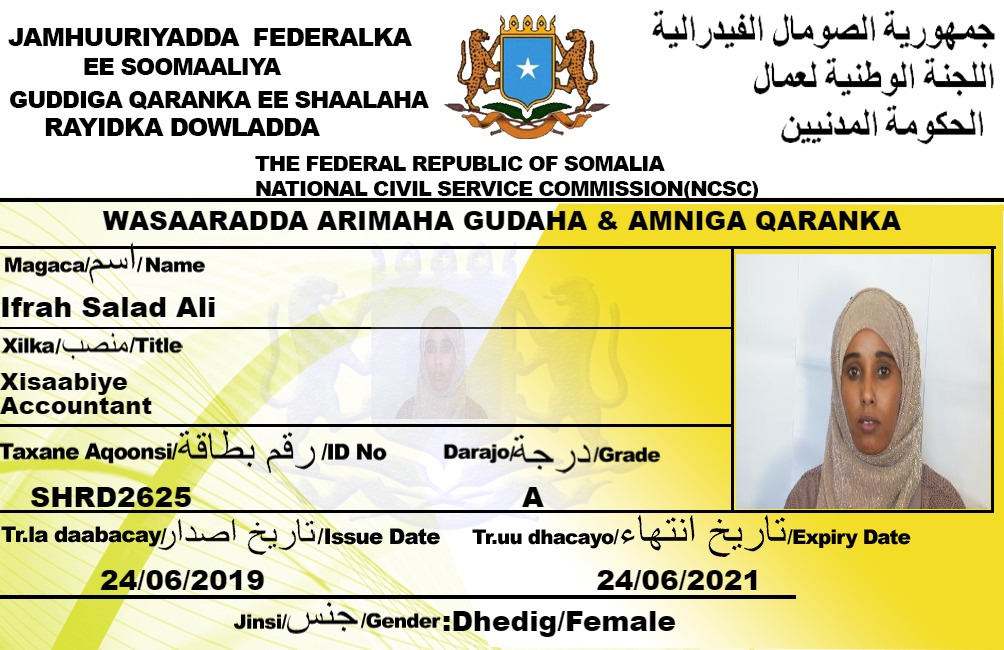 JAMHUURIYADDA FEDERALKA
EE SOOMAALIYA
GUDDIGA QARANKA EE SHAALAHA
RAYIDKA DOWLADDA
جمهورية الصومال الفيدرالية
اللجنة الوطنية لعمال
الحكومة المدنيين
THE FEDERAL REPUBLIC OF SOMALIA
NATIONAL CIVIL SERVICE COMMISSION(NCSC)
WASAARADDA ARIMAHA GUDAHA & AMNIGA QARANKA
Magaca/اسم/Name
Ifrah Salad Ali
Xilka/منصب/Title
Xisaabiye
Accountant
Taxane Aqoonsi/رقم بطاقة/ID No
SHRD2625
Darajo/درجة/Grade
A
Tr.la daabacay/تاريخ اصدار/Issue Date
24/06/2019
Tr.uu dhacayo/تاريخ انتهاء/Expiry Date
24/06/2021
Jinsi/جنس/Gender:Dhedig/Female